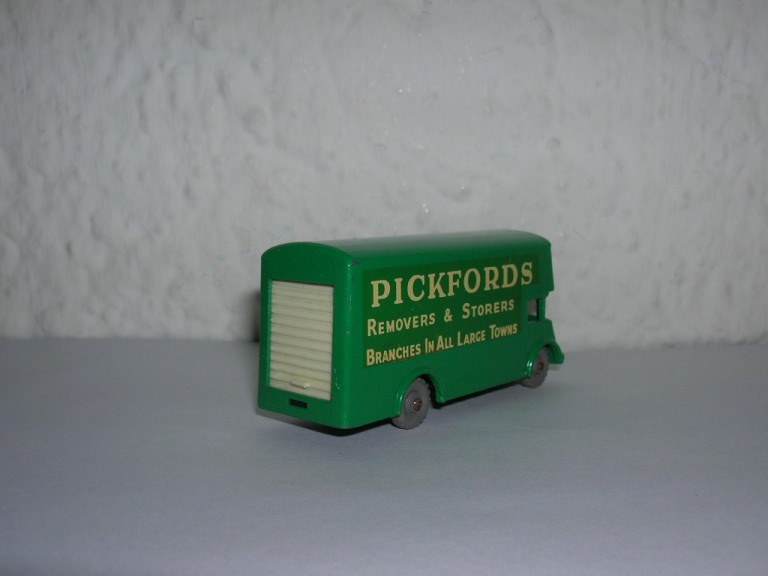 PICKFORDS
REMOVERS & STORERS
BRANCHES IN ALL LARGE TOWNS